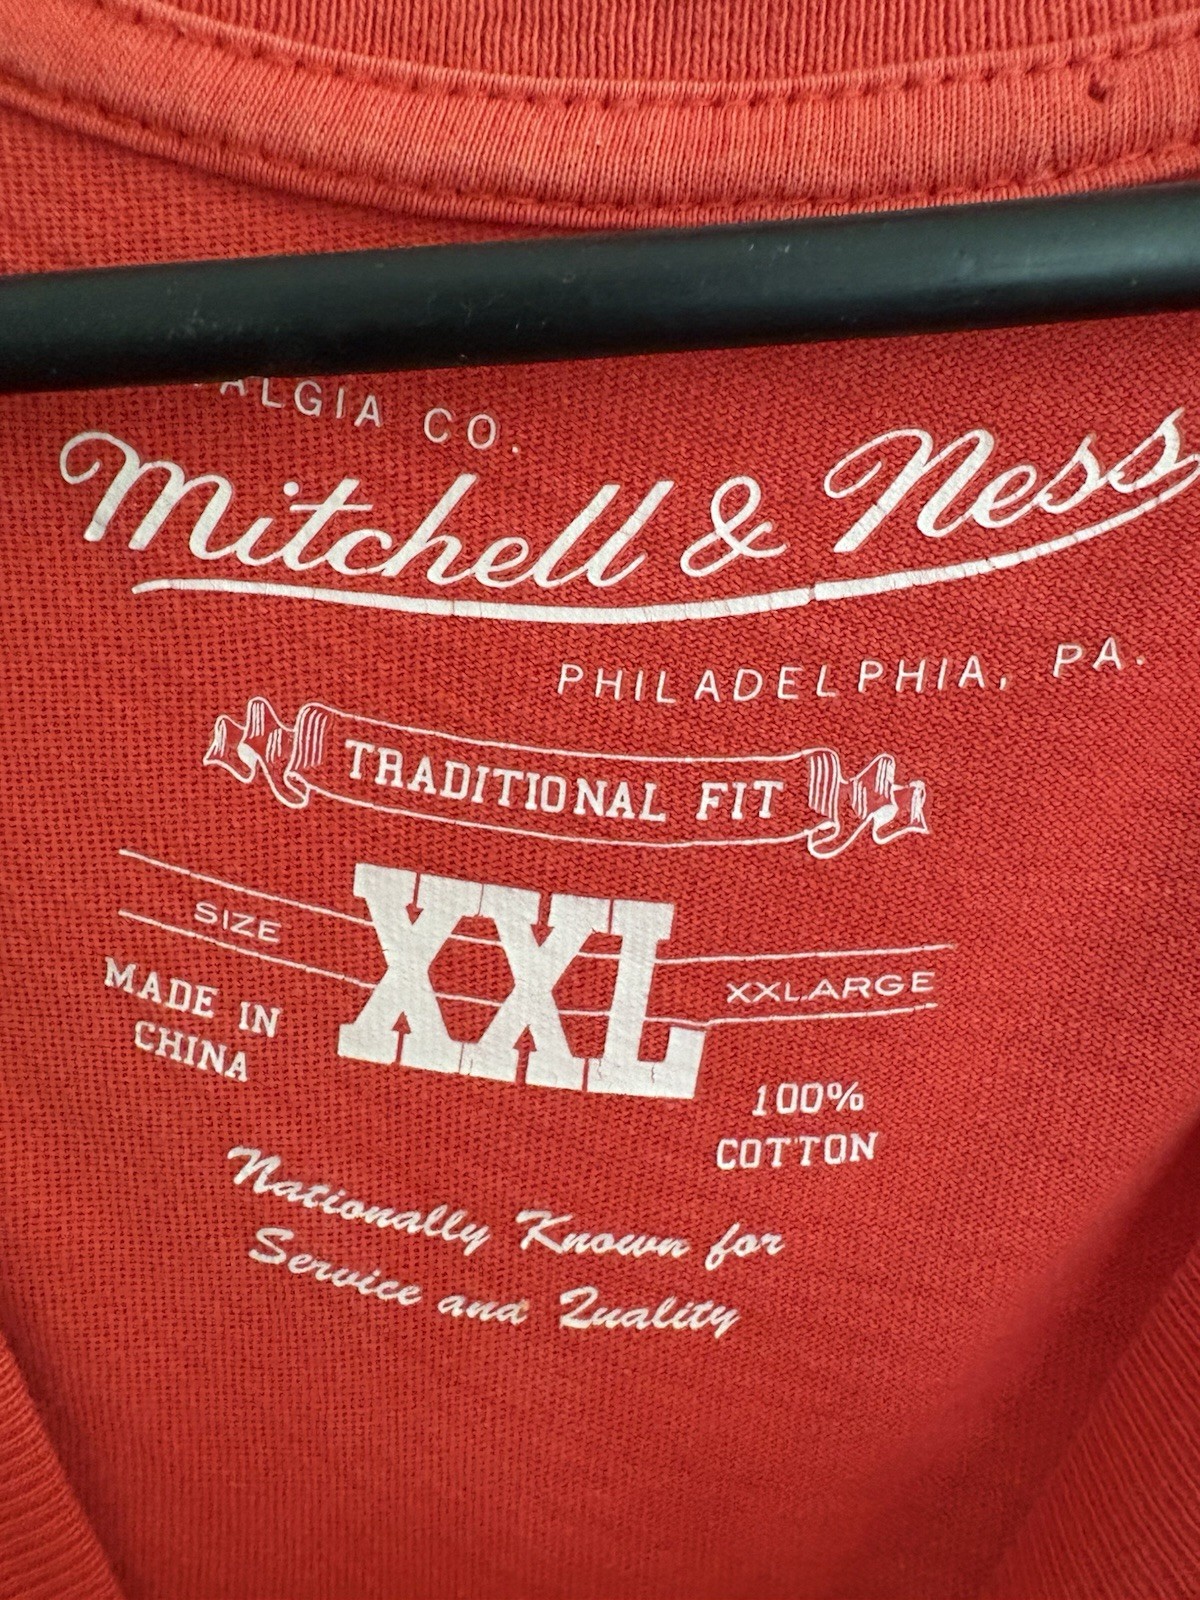 ALGIA CO.
Mitchell & Ness
PHILADELPHIA, PA.
TRADITIONAL FIT
SIZE XXL XXLARGE
MADE IN
CHINA
100%
COTTON
Nationally Known for
Service and Quality